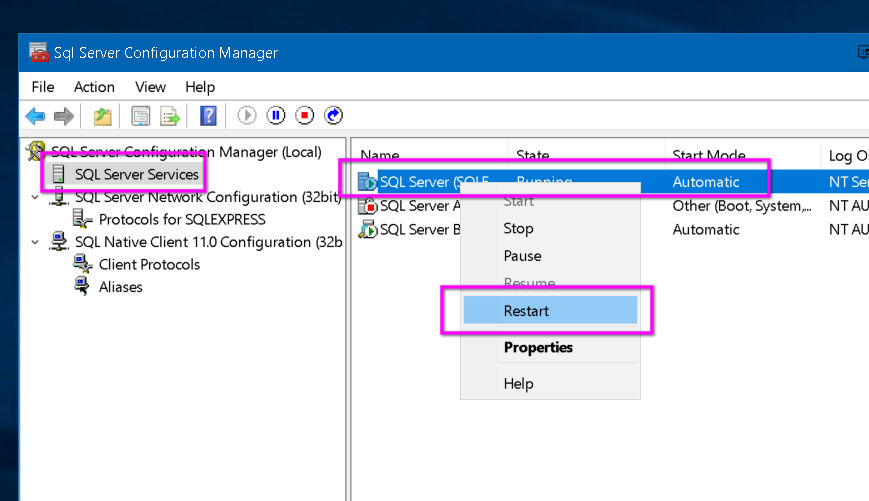 Sql Server Configuration Manager
File Action View Help
SQL Server Configuration Manager (Local)
SQL Server Services
SQL Server Network Configuration (32bit)
Protocols for SQLEXPRESS
SQL Native Client 11.0 Configuration (32b
Client Protocols
Aliases
Name State Start Mode Log O
SQL Server (SQLE Running Automatic NT Ser
SQL Server A Other (Boot, System,... NT AU
SQL Server B Automatic NT AU
Start
Stop
Pause
Resume
Restart
Properties
Help